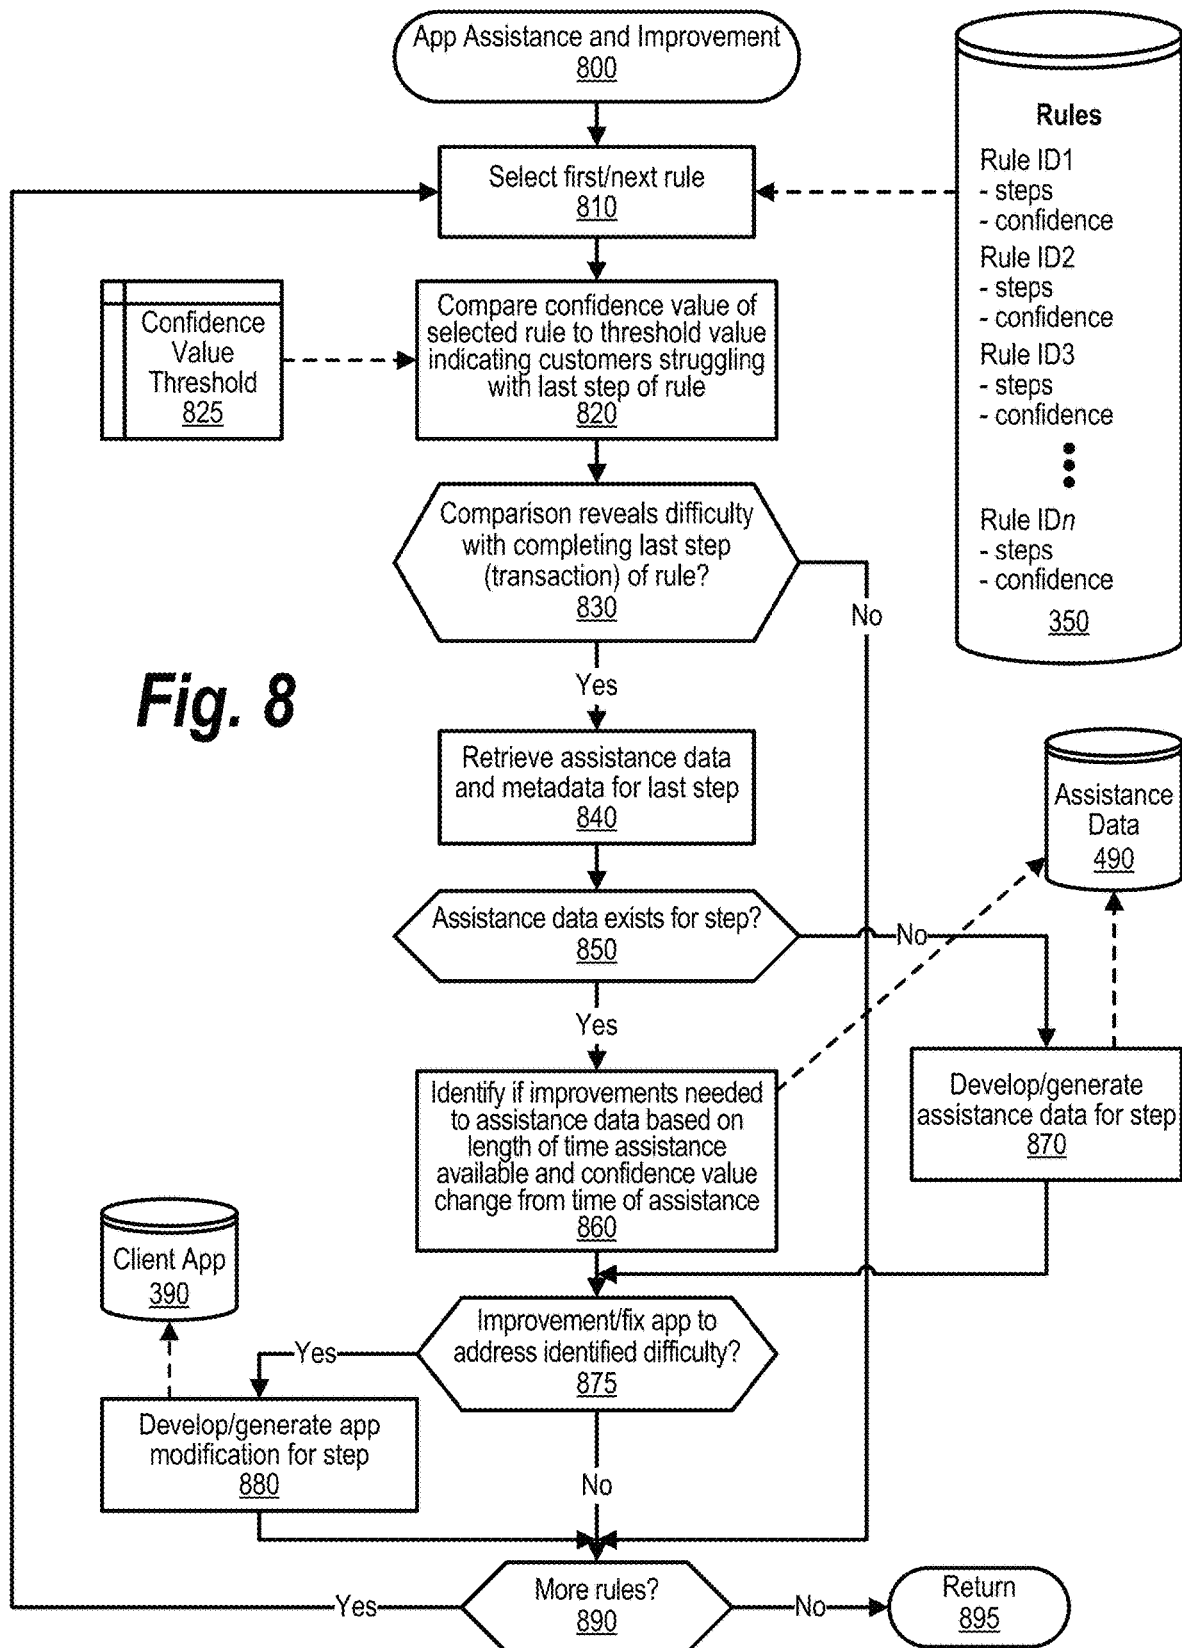 App Assistance and Improvement
800
Select first/next rule
810
Rules
Rule ID1
- steps
- confidence
Rule ID2
- steps
- confidence
Rule ID3
- steps
- confidence
Rule IDn
- steps
- confidence
350
Confidence
Value
Threshold
825
Compare confidence value of
selected rule to threshold value
indicating customers struggling
with last step of rule
820
Comparison reveals difficulty
with completing last step
(transaction) of rule?
830
No
Yes
Fig. 8
Retrieve assistance data
and metadata for last step
840
Assistance
Data
490
Assistance data exists for step?
850
No
Yes
Identify if improvements needed
to assistance data based on
length of time assistance
available and confidence value
change from time of assistance
860
Develop/generate
assistance data for step
870
Client App
390
Improvement/fix app to
address identified difficulty?
875
Yes
Develop/generate app
modification for step
880
No
More rules?
890
Yes
No
Return
895